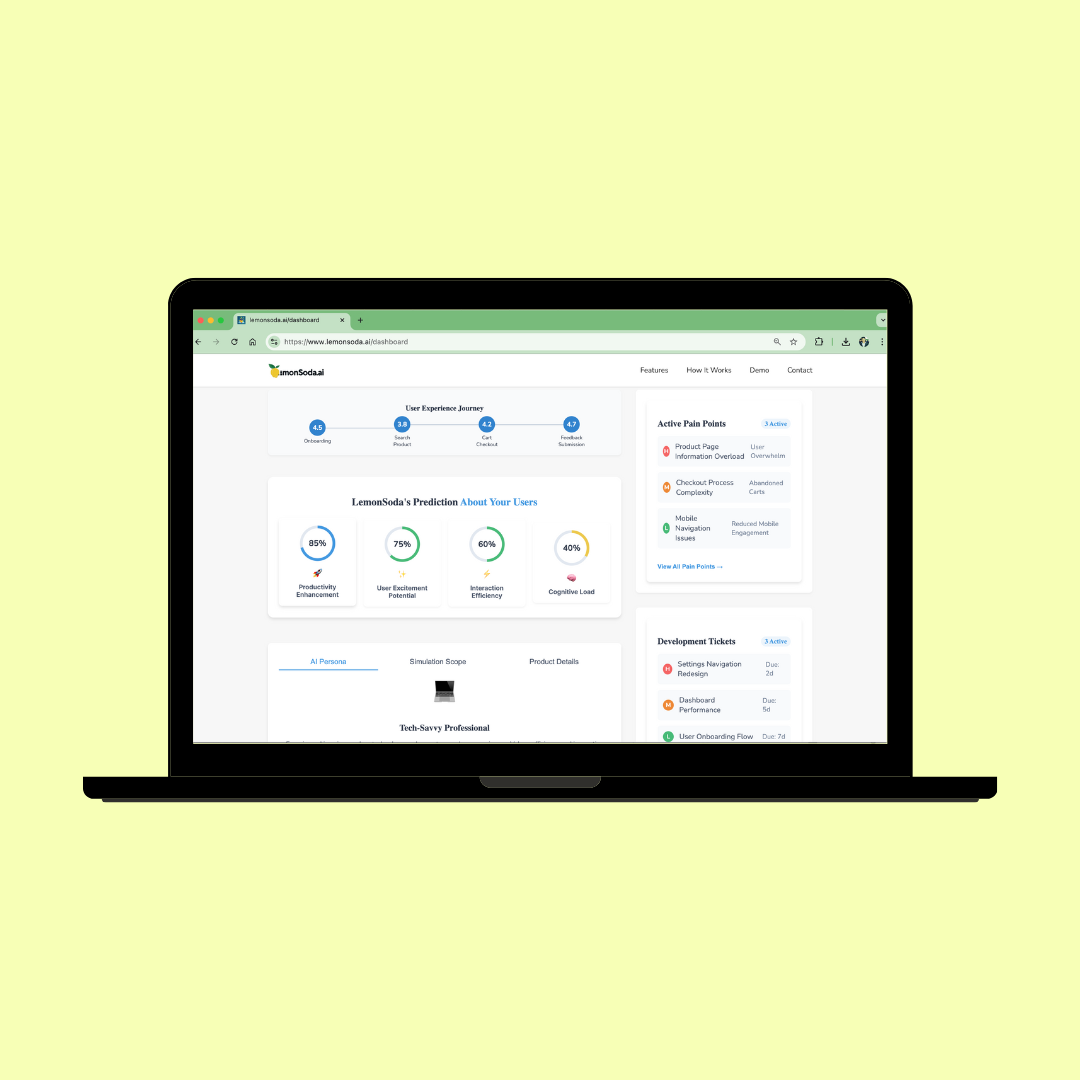 lemonsoda.ai/dashboard
https://www.lemonsoda.ai/dashboard
LemonSoda.ai
Features
How It Works
Demo
Contact
User Experience Journey
4.5
Onboarding
3.8
Search
Product
4.2
Cart
Checkout
4.7
Feedback
Submission
LemonSoda's Prediction About Your Users
85%
Productivity
Enhancement
75%
User Excitement
Potential
60%
Interaction
Efficiency
40%
Cognitive Load
AI Persona
Simulation Scope
Product Details
Tech-Savvy Professional
Active Pain Points
3 Active
H
Product Page
Information Overload
User
Overwhelm
M
Checkout Process
Complexity
Abandoned
Carts
L
Mobile
Navigation
Issues
Reduced Mobile
Engagement
View All Pain Points →
Development Tickets
3 Active
H
Settings Navigation
Redesign
Due:
2d
M
Dashboard
Performance
Due:
5d
L
User Onboarding Flow
Due: 7d